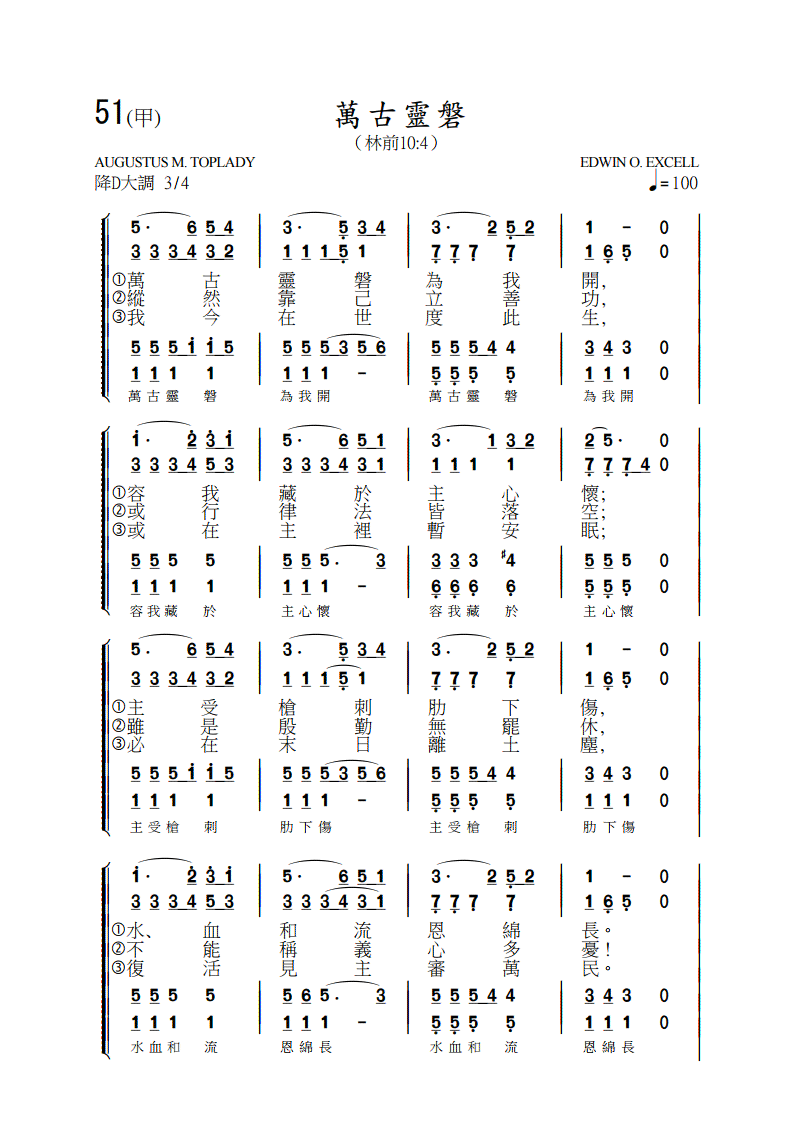 51(甲)
萬古靈磐
（林前10:4）
AUGUSTUS M. TOPLADY
EDWIN O. EXCELL
降D大調 3/4
♩=100
5· 6 5 4 | 3· 5 3 4 | 3· 2 5 2 | 1 – 0
3 3 3 4 3 2 | 1 1 1 5 1 | 7 7 7 7 | 1 6 5 0
①萬古靈磐為我開，
②縱然靠己立善功，
③我今在世度此生，
5 5 5 i i 5 | 5 5 5 3 5 6 | 5 5 5 4 4 | 3 4 3 0
1 1 1 1 | 1 1 1 – | 5 5 5 5 | 1 1 1 0
萬古靈磐 為我開 萬古靈磐 為我開
i· 2 3 i | 5· 6 5 1 | 3· 1 3 2 | 2 5· 0
3 3 3 4 5 3 | 3 3 3 4 3 1 | 1 1 1 1 | 7 7 7 4 0
①容我藏於主心懷；
②或行律法皆落空；
③或在主裡暫安眠；
5 5 5 5 | 5 5 5· 3 | 3 3 3 ♯4 | 5 5 5 0
1 1 1 1 | 1 1 1 – | 6 6 6 6 | 5 5 5 0
容我藏於 主心懷 容我藏於 主心懷
5· 6 5 4 | 3· 5 3 4 | 3· 2 5 2 | 1 – 0
3 3 3 4 3 2 | 1 1 1 5 1 | 7 7 7 7 | 1 6 5 0
①主受槍刺肋下傷，
②雖是殷勤無罷休，
③必在末日離土塵，
5 5 5 i i 5 | 5 5 5 3 5 6 | 5 5 5 4 4 | 3 4 3 0
1 1 1 1 | 1 1 1 – | 5 5 5 5 | 1 1 1 0
主受槍刺 肋下傷 主受槍刺 肋下傷
i· 2 3 i | 5· 6 5 1 | 3· 2 5 2 | 1 – 0
3 3 3 4 5 3 | 3 3 3 4 3 1 | 7 7 7 7 | 1 6 5 0
①水、血和流恩綿長。
②不能稱義心多憂！
③復活見主審萬民。
5 5 5 5 | 5 6 5· 3 | 5 5 5 4 4 | 3 4 3 0
1 1 1 1 | 1 1 1 – | 5 5 5 5 | 1 1 1 0
水血和流 恩綿長 水血和流 恩綿長